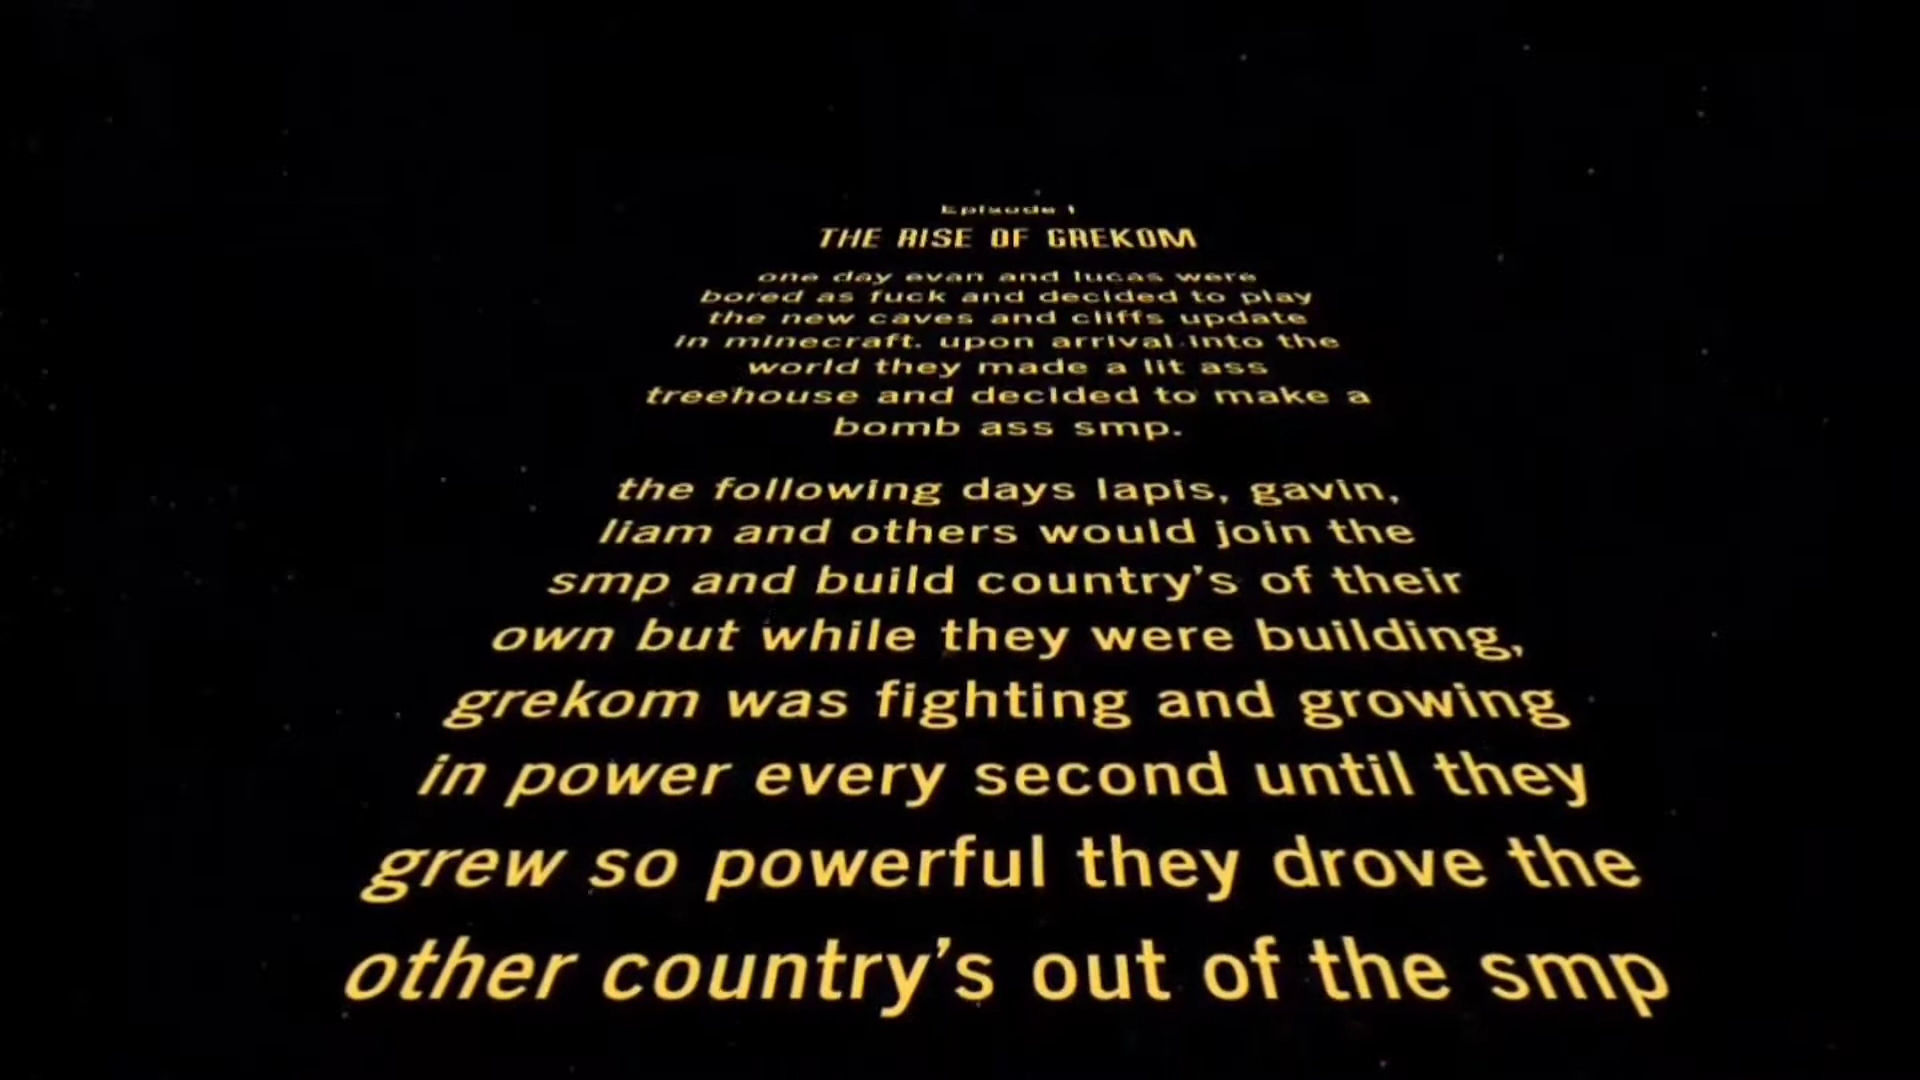 Episode I
THE RISE OF GREKOM
one day evan and lucas were
bored as fuck and decided to play
the new caves and cliffs update
in minecraft. upon arrival into the
world they made a lit ass
treehouse and decided to make a
bomb ass smp.
the following days lapis, gavin,
liam and others would join the
smp and build country's of their
own but while they were building,
grekom was fighting and growing
in power every second until they
grew so powerful they drove the
other country's out of the smp